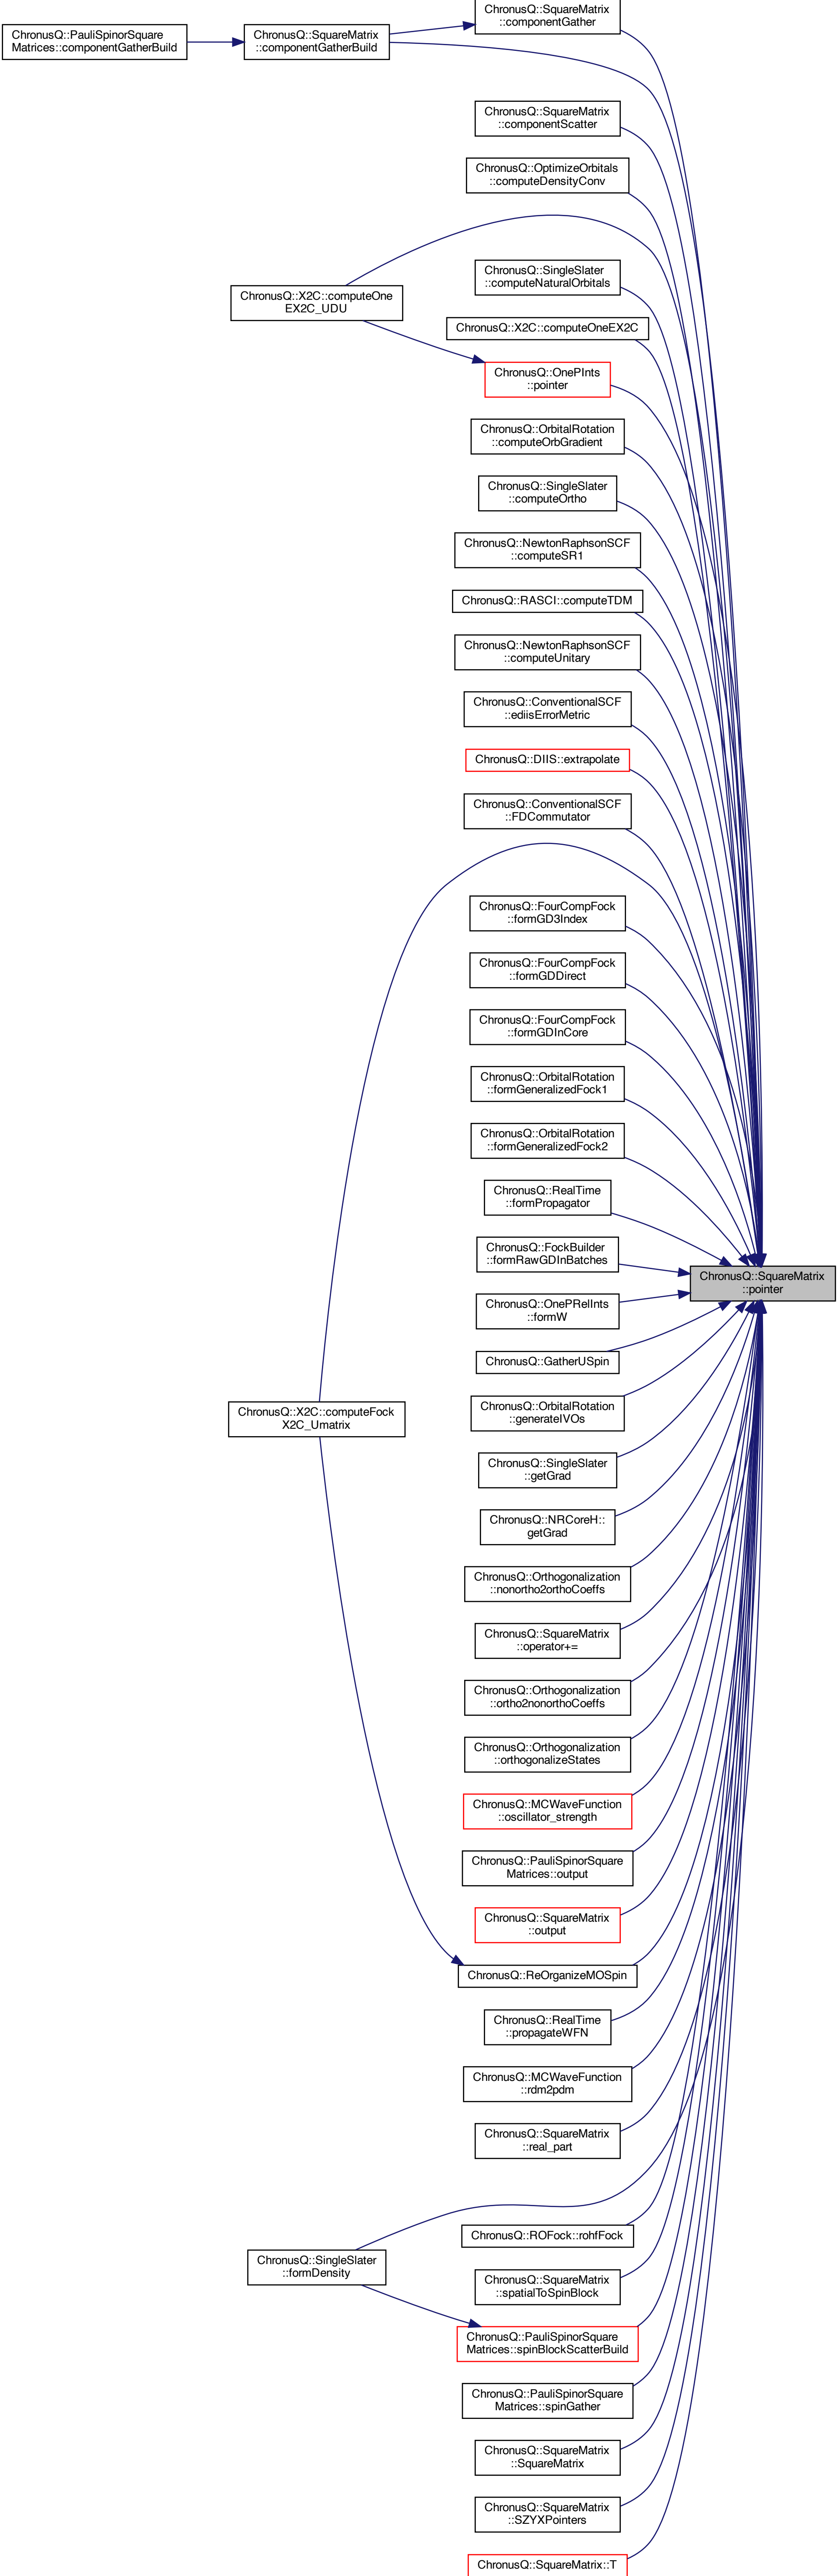 ChronusQ::SquareMatrix
::componentGather
ChronusQ::PauliSpinorSquare
Matrices::componentGatherBuild
ChronusQ::SquareMatrix
::componentGatherBuild
ChronusQ::SquareMatrix
::componentScatter
ChronusQ::OptimizeOrbitals
::computeDensityConv
ChronusQ::SingleSlater
::computeNaturalOrbitals
ChronusQ::X2C::computeOne
EX2C_UDU
ChronusQ::X2C::computeOneEX2C
ChronusQ::OnePInts
::pointer
ChronusQ::OrbitalRotation
::computeOrbGradient
ChronusQ::SingleSlater
::computeOrtho
ChronusQ::NewtonRaphsonSCF
::computeSR1
ChronusQ::RASCI::computeTDM
ChronusQ::NewtonRaphsonSCF
::computeUnitary
ChronusQ::ConventionalSCF
::ediisErrorMetric
ChronusQ::DIIS::extrapolate
ChronusQ::ConventionalSCF
::FDCommutator
ChronusQ::FourCompFock
::formGD3Index
ChronusQ::FourCompFock
::formGDDirect
ChronusQ::FourCompFock
::formGDInCore
ChronusQ::OrbitalRotation
::formGeneralizedFock1
ChronusQ::OrbitalRotation
::formGeneralizedFock2
ChronusQ::RealTime
::formPropagator
ChronusQ::FockBuilder
::formRawGDInBatches
ChronusQ::SquareMatrix
::pointer
ChronusQ::OnePRelInts
::formW
ChronusQ::GatherUSpin
ChronusQ::OrbitalRotation
::generateIVOs
ChronusQ::X2C::computeFock
X2C_Umatrix
ChronusQ::SingleSlater
::getGrad
ChronusQ::NRCoreH::
getGrad
ChronusQ::Orthogonalization
::nonortho2orthoCoeffs
ChronusQ::SquareMatrix
::operator+=
ChronusQ::Orthogonalization
::ortho2nonorthoCoeffs
ChronusQ::Orthogonalization
::orthogonalizeStates
ChronusQ::MCWaveFunction
::oscillator_strength
ChronusQ::PauliSpinorSquare
Matrices::output
ChronusQ::SquareMatrix
::output
ChronusQ::ReOrganizeMOSpin
ChronusQ::RealTime
::propagateWFN
ChronusQ::MCWaveFunction
::rdm2pdm
ChronusQ::SquareMatrix
::real_part
ChronusQ::ROFock::rohfFock
ChronusQ::SingleSlater
::formDensity
ChronusQ::SquareMatrix
::spatialToSpinBlock
ChronusQ::PauliSpinorSquare
Matrices::spinBlockScatterBuild
ChronusQ::PauliSpinorSquare
Matrices::spinGather
ChronusQ::SquareMatrix
::SquareMatrix
ChronusQ::SquareMatrix
::SZYXPointers
ChronusQ::SquareMatrix::T